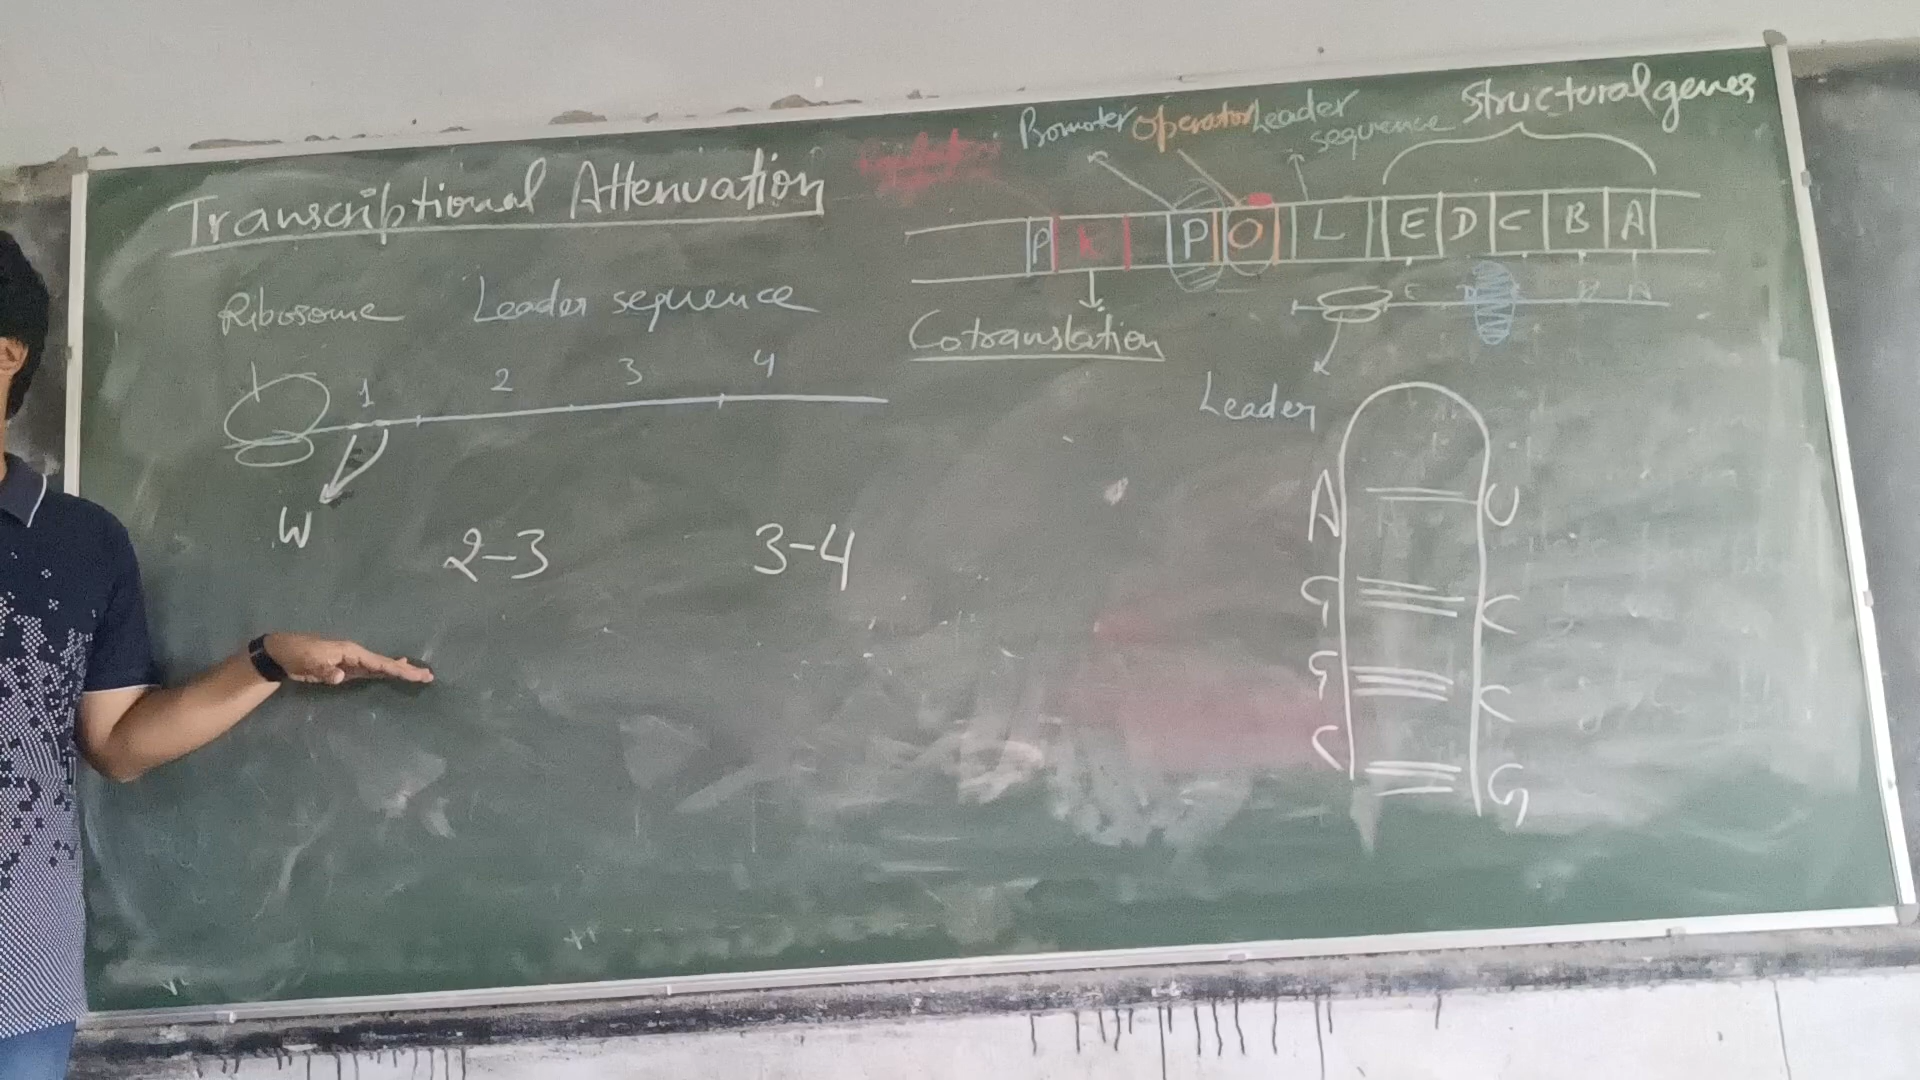 Transcriptional Attenuation
Ribosome Leader sequence
1 2 3 4
W
2-3 3-4
Promoter Operator Leader
sequence
Structural genes
P R P O L E D C B A
E D B A
Cotranslation
Leader
A U
G C
G C
C G